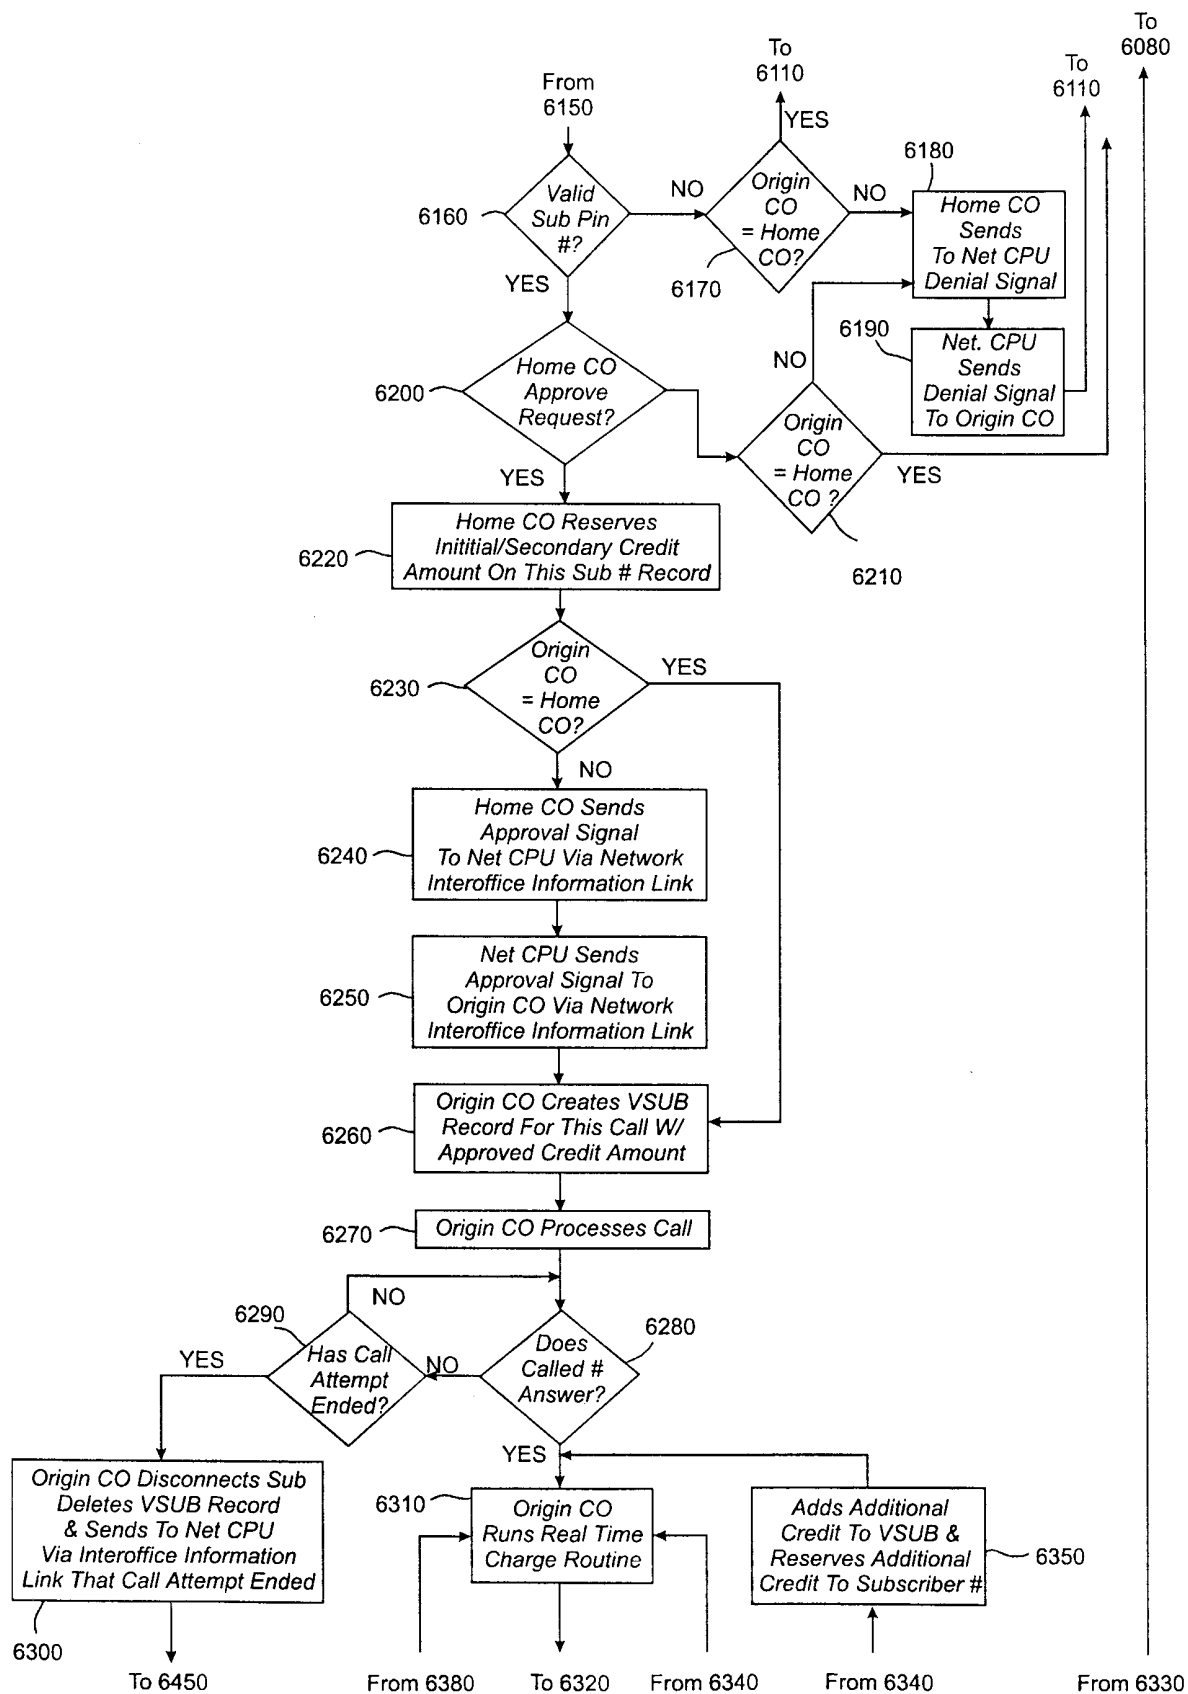 To
6080
To
6110
To
6110
From
6150
YES
6180
Valid
Sub Pin
#?
6160
NO
Origin
CO
= Home
CO?
NO
6170
Home CO
Sends
To Net CPU
Denial Signal
YES
6190
Net. CPU
Sends
Denial Signal
To Origin CO
NO
Home CO
Approve
Request?
6200
Origin
CO
= Home
CO ?
YES
6210
YES
Home CO Reserves
Inititial/Secondary Credit
Amount On This Sub # Record
6220
Origin
CO
= Home
CO?
6230
YES
NO
Home CO Sends
Approval Signal
To Net CPU Via Network
Interoffice Information Link
6240
Net CPU Sends
Approval Signal To
Origin CO Via Network
Interoffice Information Link
6250
Origin CO Creates VSUB
Record For This Call W/
Approved Credit Amount
6260
Origin CO Processes Call
6270
NO
6290
Has Call
Attempt
Ended?
YES
NO
Does
Called #
Answer?
6280
YES
Origin CO Disconnects Sub
Deletes VSUB Record
& Sends To Net CPU
Via Interoffice Information
Link That Call Attempt Ended
6300
6310
Origin CO
Runs Real Time
Charge Routine
Adds Additional
Credit To VSUB &
Reserves Additional
Credit To Subscriber #
6350
To 6450
From 6380
To 6320
From 6340
From 6340
From 6330